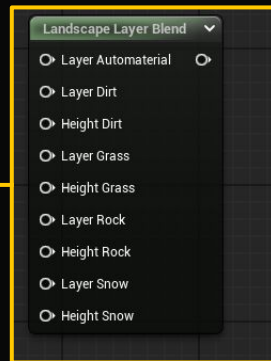 Landscape Layer Blend
Layer Automaterial
Layer Dirt
Height Dirt
Layer Grass
Height Grass
Layer Rock
Height Rock
Layer Snow
Height Snow